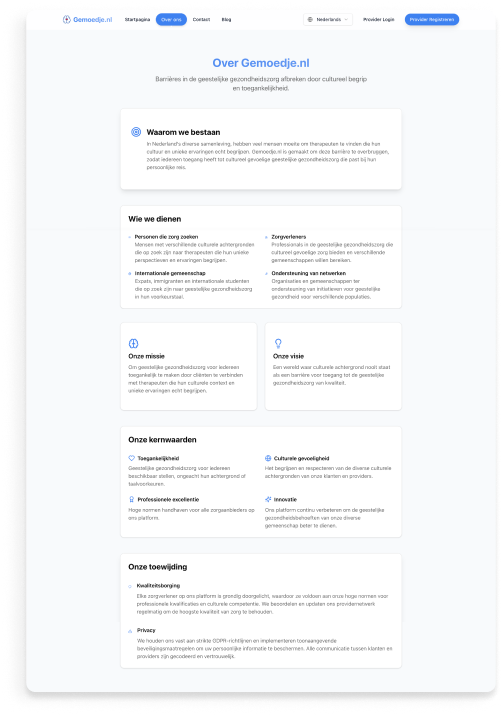 Gemoedje.nl
Startpagina
Over ons
Contact
Blog
Nederlands
Provider Login
Provider Registreren
Over Gemoedje.nl
Barrières in de geestelijke gezondheidszorg afbreken door cultureel begrip
en toegankelijkheid.
Waarom we bestaan
In Nederland's diverse samenleving, hebben veel mensen moeite om therapeuten te vinden die hun
cultuur en unieke ervaringen echt begrijpen. Gemoedje.nl is gemaakt om deze barrière te overbruggen,
zodat iedereen toegang heeft tot cultureel gevoelige geestelijke gezondheidszorg die past bij hun
persoonlijke reis.
Wie we dienen
Personen die zorg zoeken
Mensen met verschillende culturele achtergronden
die op zoek zijn naar therapeuten die hun unieke
perspectieven en ervaringen begrijpen.
Zorgverleners
Professionals in de geestelijke gezondheidszorg die
cultureel gevoelige zorg bieden en verschillende
gemeenschappen willen bereiken.
Internationale gemeenschap
Expats, immigranten en internationale studenten
die op zoek zijn naar geestelijke gezondheidszorg
in hun voorkeurstaal.
Ondersteuning van netwerken
Organisaties en gemeenschappen ter
ondersteuning van initiatieven voor geestelijke
gezondheid voor verschillende populaties.
Onze missie
Om geestelijke gezondheidszorg voor iedereen
toegankelijk te maken door cliënten te verbinden
met therapeuten die hun culturele context en
unieke ervaringen echt begrijpen.
Onze visie
Een wereld waar culturele achtergrond nooit staat
als een barrière voor toegang tot de geestelijke
gezondheidszorg van kwaliteit.
Onze kernwaarden
Toegankelijkheid
Geestelijke gezondheidszorg voor iedereen
beschikbaar stellen, ongeacht hun achtergrond of
taalvoorkeuren.
Culturele gevoeligheid
Het begrijpen en respecteren van de diverse culturele
achtergronden van onze klanten en providers.
Professionele excellentie
Hoge normen handhaven voor alle zorgaanbieders op
ons platform.
Innovatie
Ons platform continu verbeteren om de geestelijke
gezondheidsbehoeften van onze diverse
gemeenschap beter te dienen.
Onze toewijding
Kwaliteitsborging
Elke zorgverlener op ons platform is grondig doorgelicht, waardoor ze voldoen aan onze hoge normen voor
professionele kwalificaties en culturele competentie. We beoordelen en updaten ons providernetwerk
regelmatig om de hoogste kwaliteit van zorg te behouden.
Privacy
We houden ons vast aan strikte GDPR-richtlijnen en implementeren toonaangevende
beveiligingsmaatregelen om uw persoonlijke informatie te beschermen. Alle communicatie tussen klanten en
providers zijn gecodeerd en vertrouwelijk.